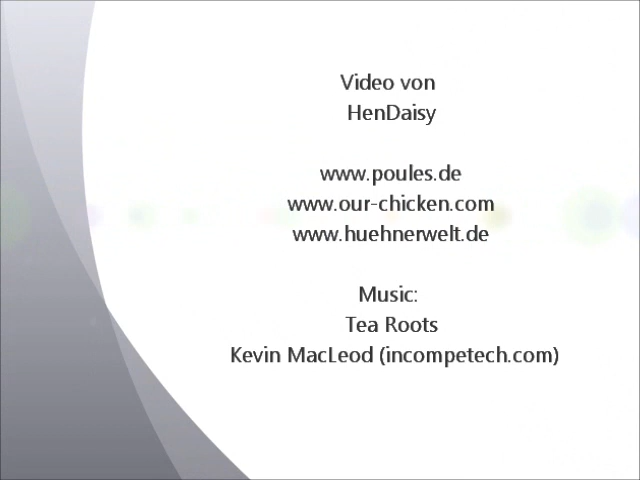 Video von
HenDaisy
www.poules.de
www.our-chicken.com
www.huehnerwelt.de
Music:
Tea Roots
Kevin MacLeod (incompetech.com)